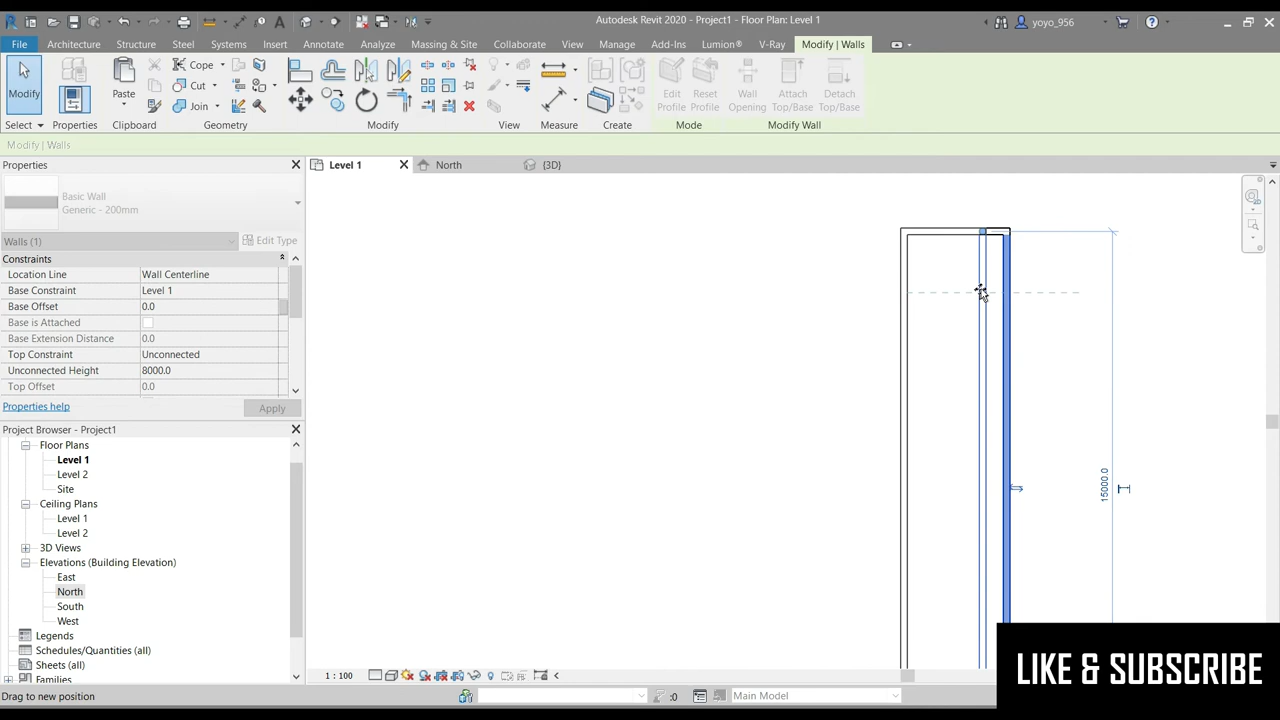 Autodesk Revit 2020 - Project1 - Floor Plan: Level 1
yoyo_956
File Architecture Structure Steel Systems Insert Annotate Analyze Massing & Site Collaborate View Manage Add-Ins Lumion® V-Ray Modify | Walls
Modify
Paste
Cope
Cut
Join
Edit Profile
Reset Profile
Wall Opening
Attach Top/Base
Detach Top/Base
Select Properties Clipboard Geometry Modify View Measure Create Mode Modify Wall
Modify | Walls
Properties
Level 1
North
{3D}
Basic Wall
Generic - 200mm
Walls (1)
Edit Type
Constraints
Location Line Wall Centerline
Base Constraint Level 1
Base Offset 0.0
Base is Attached
Base Extension Distance 0.0
Top Constraint Unconnected
Unconnected Height 8000.0
Top Offset 0.0
Properties help
Apply
Project Browser - Project1
Floor Plans
Level 1
Level 2
Site
Ceiling Plans
Level 1
Level 2
3D Views
Elevations (Building Elevation)
East
North
South
West
Legends
Schedules/Quantities (all)
Sheets (all)
Families
15000.0
1 : 100
Drag to new position
:0
Main Model
LIKE & SUBSCRIBE